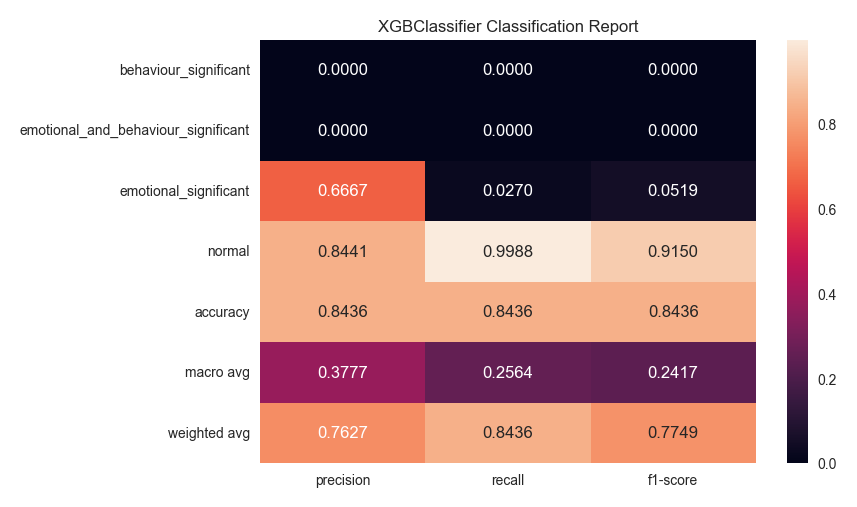 XGBClassifier Classification Report
behaviour_significant 0.0000 0.0000 0.0000
emotional_and_behaviour_significant 0.0000 0.0000 0.0000
emotional_significant 0.6667 0.0270 0.0519
normal 0.8441 0.9988 0.9150
accuracy 0.8436 0.8436 0.8436
macro avg 0.3777 0.2564 0.2417
weighted avg 0.7627 0.8436 0.7749
precision recall f1-score
0.8
0.6
0.4
0.2
0.0